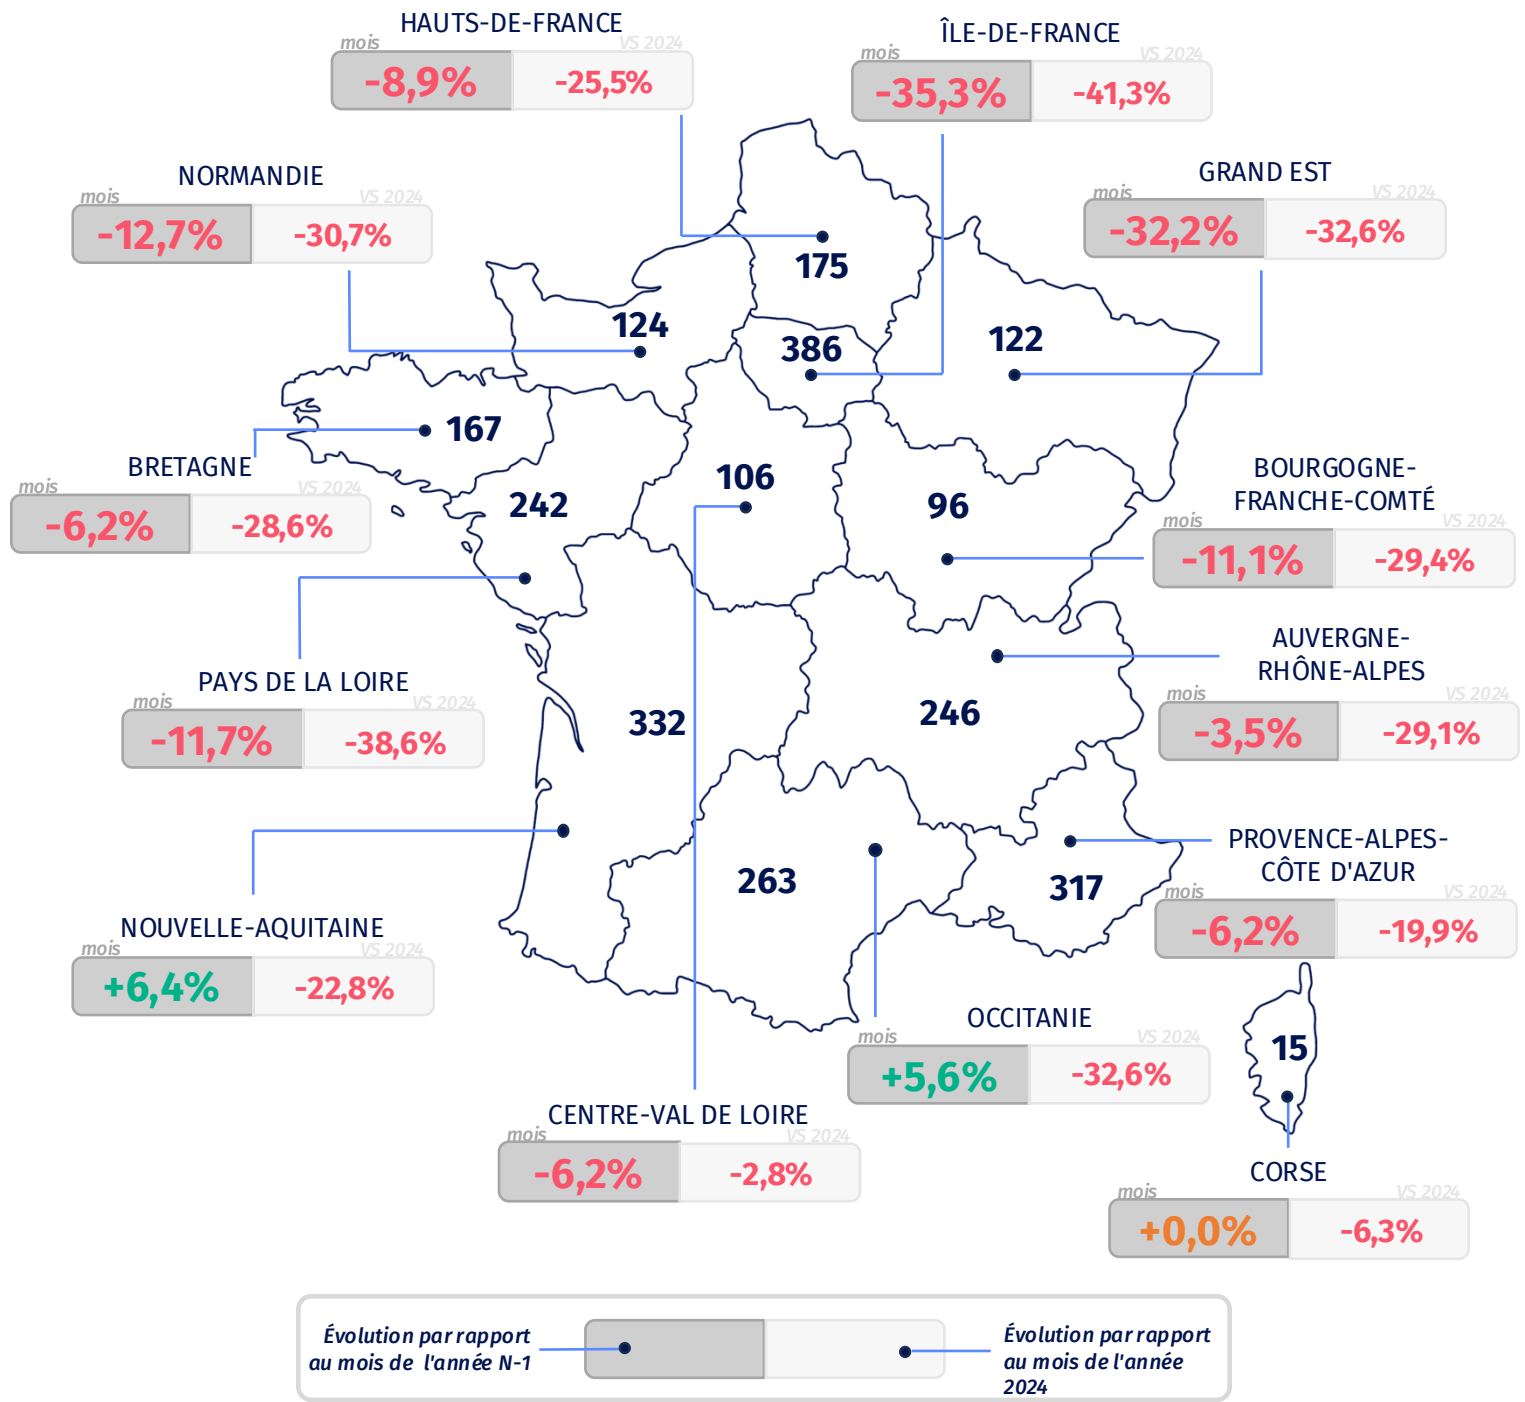 HAUTS-DE-FRANCE
mois VS 2024
-8,9% -25,5%
ÎLE-DE-FRANCE
mois VS 2024
-35,3% -41,3%
NORMANDIE
mois VS 2024
-12,7% -30,7%
GRAND EST
mois VS 2024
-32,2% -32,6%
175
124
386
122
167
BRETAGNE
mois VS 2024
-6,2% -28,6%
242
106
96
BOURGOGNE-
FRANCHE-COMTÉ
mois VS 2024
-11,1% -29,4%
PAYS DE LA LOIRE
mois VS 2024
-11,7% -38,6%
332
246
AUVERGNE-
RHÔNE-ALPES
mois VS 2024
-3,5% -29,1%
263
317
PROVENCE-ALPES-
CÔTE D'AZUR
mois VS 2024
-6,2% -19,9%
NOUVELLE-AQUITAINE
mois VS 2024
+6,4% -22,8%
OCCITANIE
mois VS 2024
+5,6% -32,6%
15
CENTRE-VAL DE LOIRE
mois VS 2024
-6,2% -2,8%
CORSE
mois VS 2024
+0,0% -6,3%
Évolution par rapport
au mois de l'année N-1
Évolution par rapport
au mois de l'année
2024